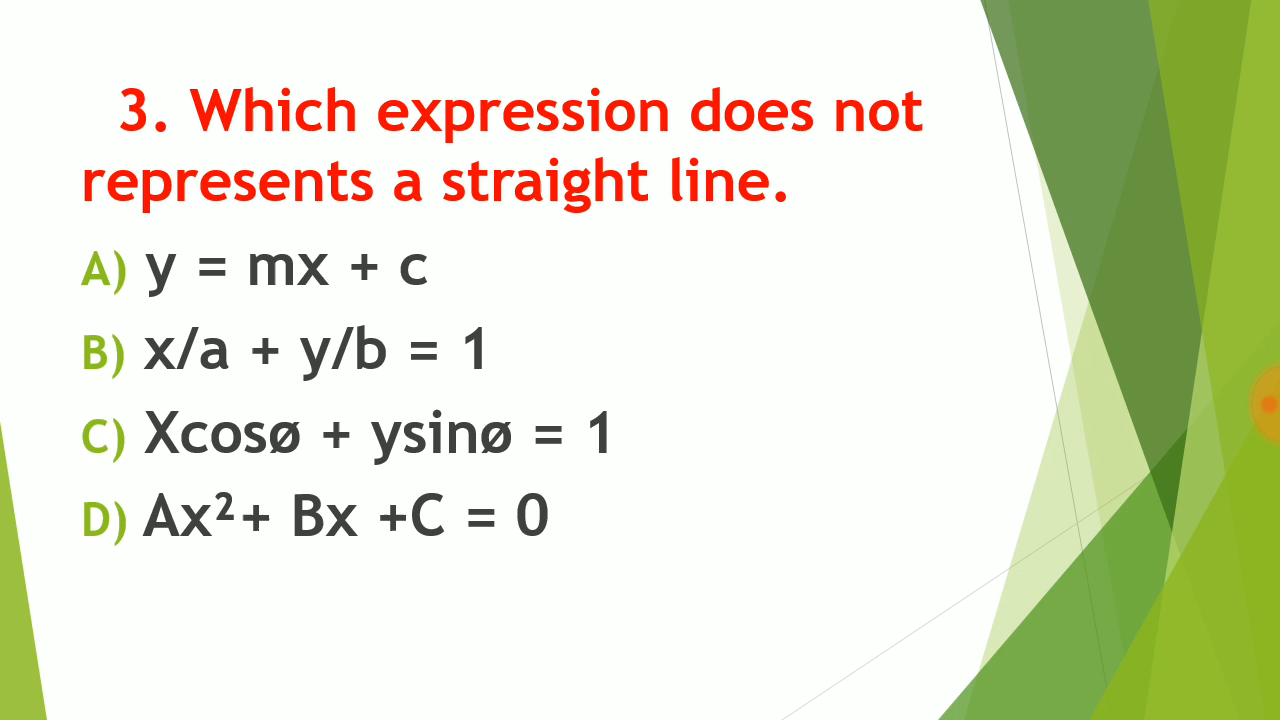 3. Which expression does not
represents a straight line.
A) y = mx + c
B) x/a + y/b = 1
C) Xcosø + ysinø = 1
D) Ax²+ Bx +C = 0